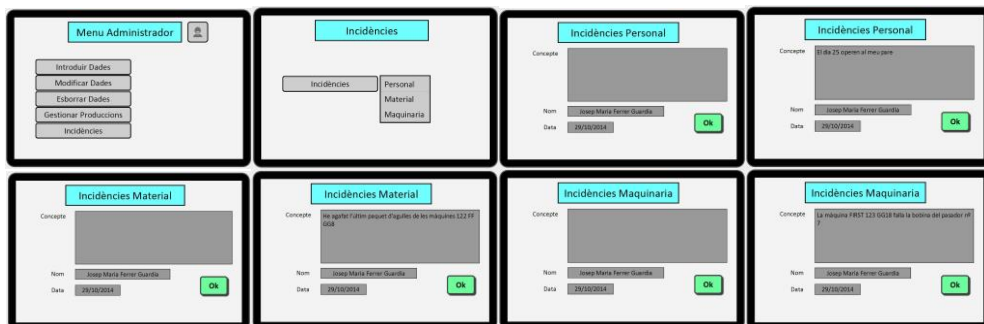 Menu Administrador
Introduir Dades
Modificar Dades
Esborrar Dades
Gestionar Produccions
Incidències
Incidències
Incidències
Personal
Material
Maquinaria
Incidències Personal
Concepte
Nom Josep Maria Ferrer Guardia
Data 29/10/2014
Ok
Incidències Personal
Concepte El dia 25 operen al meu pare
Nom Josep Maria Ferrer Guardia
Data 29/10/2014
Ok
Incidències Material
Concepte
Nom Josep Maria Ferrer Guardia
Data 29/10/2014
Ok
Incidències Material
Concepte He agafat l'ultim paquet d'agulles de les màquines 122 FF
GG8
Nom Josep Maria Ferrer Guardia
Data 29/10/2014
Ok
Incidències Maquinaria
Concepte
Nom Josep Maria Ferrer Guardia
Data 29/10/2014
Ok
Incidències Maquinaria
Concepte La màquina FIRST 123 GG18 falla la bobina del passador nº
7
Nom Josep Maria Ferrer Guardia
Data 29/10/2014
Ok